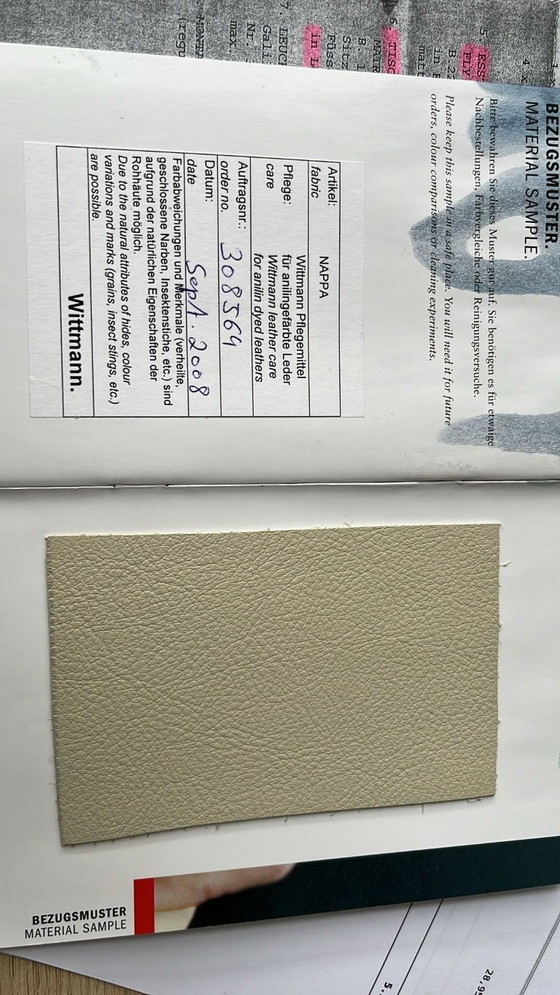 BEZUGSMUSTER.
MATERIAL SAMPLE.
Bitte bewahren Sie dieses Muster gut auf. Sie benötigen es für etwaige
Nachbestellungen, Farbvergleiche oder Reinigungsversuche.
Please keep this sample in a safe place. You will need it for future
orders, colour comparisons or cleaning experiments.
Artikel: NAPPA
fabric
Pflege: Wittmann Pflegemittel
care für anilingefärbte Leder
Wittmann leather care
for anilin dyed leathers
Auftragsnr.: 308564
order no.
Datum: Sept. 2008
date
Farbabweichungen und Merkmale (verheilte,
geschlossene Narben, Insektenstiche, etc.) sind
aufgrund der natürlichen Eigenschaften der
Rohhäute möglich.
Due to the natural attributes of hides, colour
variations and marks (grains, insect stings, etc.)
are possible.
Wittmann.
BEZUGSMUSTER
MATERIAL SAMPLE